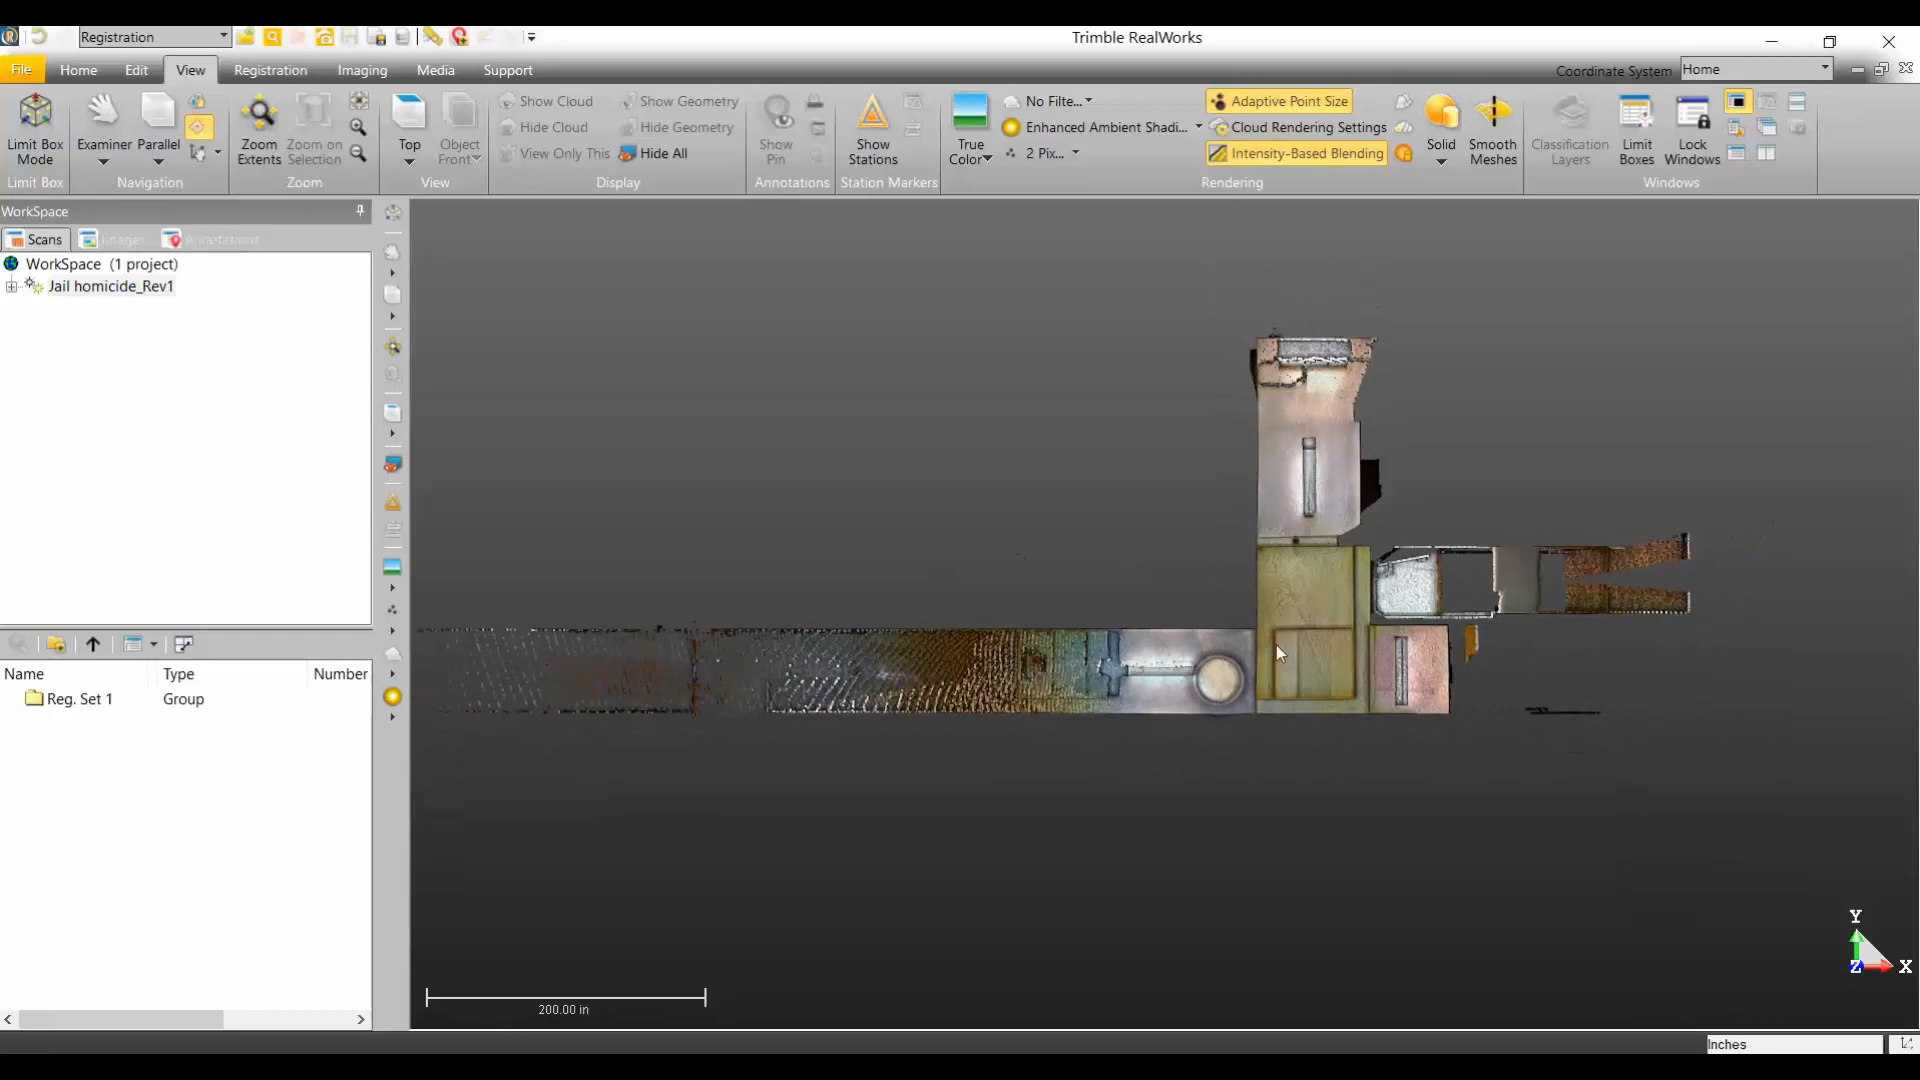 Registration
Trimble RealWorks
File Home Edit View Registration Imaging Media Support
Coordinate System Home
Limit Box Mode
Limit Box
Examiner
Parallel
Navigation
Zoom Extents
Zoom on Selection
Zoom
Top
Object Front
View
Show Cloud
Hide Cloud
View Only This
Show Geometry
Hide Geometry
Hide All
Display
Show Pin
Annotations
Show Stations
Station Markers
True Color
No Filte...
Enhanced Ambient Shadi...
2 Pix...
Adaptive Point Size
Cloud Rendering Settings
Intensity-Based Blending
Solid
Smooth Meshes
Rendering
Classification Layers
Limit Boxes
Lock Windows
Windows
WorkSpace
Scans Images Annotations
WorkSpace (1 project)
Jail homicide_Rev1
Name Type Number
Reg. Set 1 Group
200.00 in
Y
Z
X
Inches